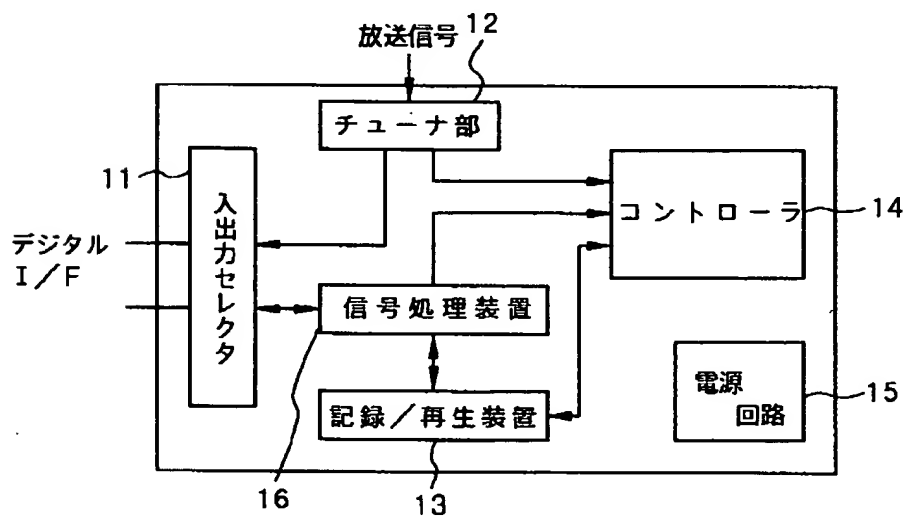 放送信号
12
チューナ部
11
入出力セレクタ
コントローラ
14
デジタル
I／F
信号処理装置
16
記録／再生装置
13
電源
回路
15